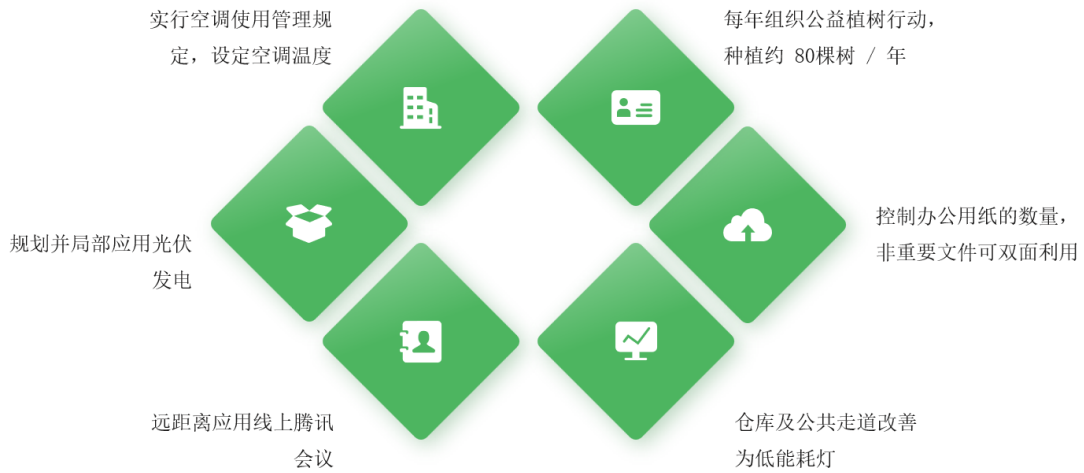 实行空调使用管理规
定，设定空调温度
每年组织公益植树行动，
种植约 80棵树 / 年
规划并局部应用光伏
发电
控制办公用纸的数量，
非重要文件可双面利用
远距离应用线上腾讯
会议
仓库及公共走道改善
为低能耗灯